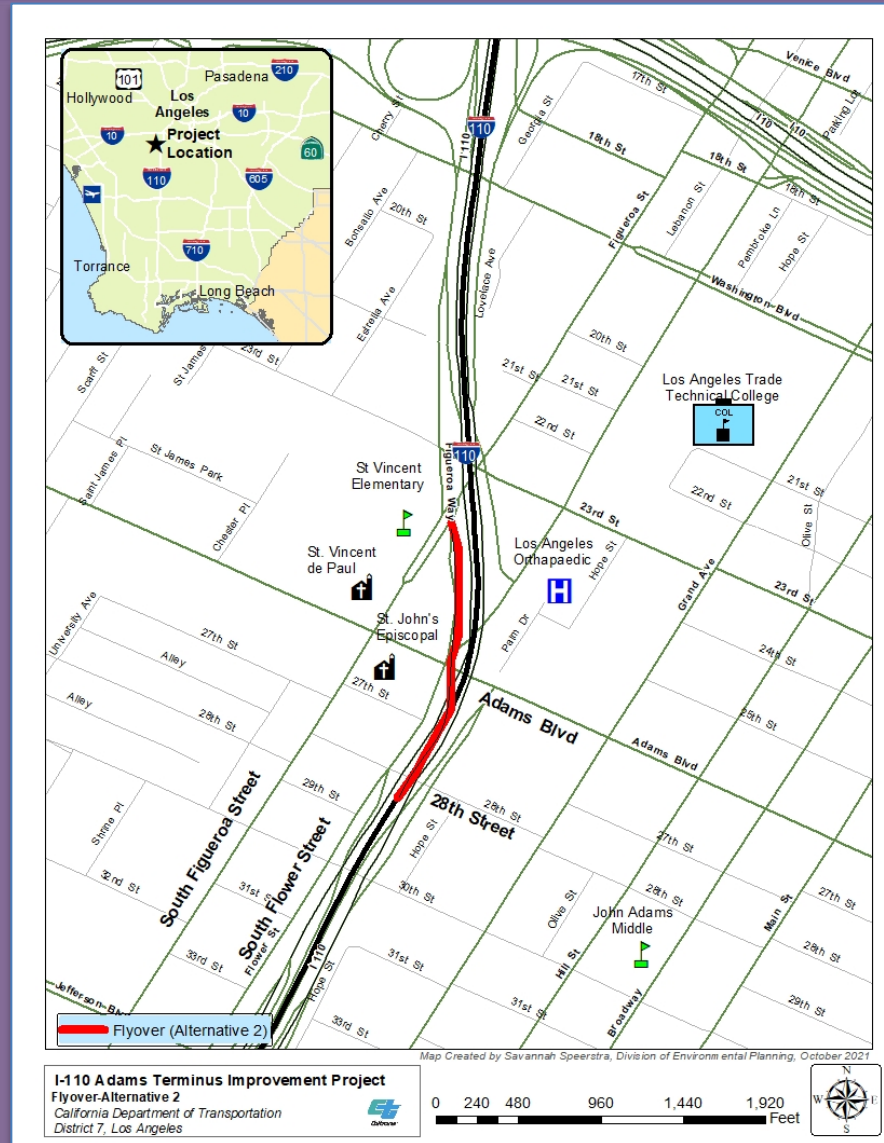 101
Pasadena
210
Hollywood
Los
Angeles
10
10
Project
Location
60
110
605
710
Torrance
Long Beach
Venice Blvd
17th St
Parking Lot
I 10
I 10
Cherry St
I 110
110
Georgia St
18th St
18th St
18th St
Bonsallo Ave
20th St
Figueroa St
Lebanon St
Pembroke Ln
Hope St
Lovelace Ave
Washington Blvd
Estrella Ave
23rd St
Scarff St
St James
20th St
21st St
21st St
22nd St
Los Angeles Trade
Technical College
COL
110
Figueroa Way
Saint James Pl
St James Park
Chester Pl
St Vincent
Elementary
23rd St
22nd St
21st St
Olive St
St. Vincent
de Paul
Los Angeles
Orthapaedic
H
Hope St
Palm Dr
Grand Ave
23rd St
University Ave
27th St
Alley
St. John's
Episcopal
24th St
Alley
28th St
27th St
Adams Blvd
25th St
Adams Blvd
29th St
28th St
28th Street
Hope St
27th St
Shrine Pl
32nd St
South Figueroa Street
31st S
South Flower Street
Flower St
33rd St
30th St
Olive St
28th St
John Adams
Middle
Main St
27th St
28th St
I 110
Hope St
31st St
31st St
Hill St
Broadway
29th St
Jefferson Blv
33rd St
Flyover (Alternative 2)
Map Created by Savannah Speerstra, Division of Environmental Planning, October 2021
I-110 Adams Terminus Improvement Project
Flyover-Alternative 2
California Department of Transportation
District 7, Los Angeles
Caltrans
0 240 480 960 1,440 1,920
Feet
N
W E
S